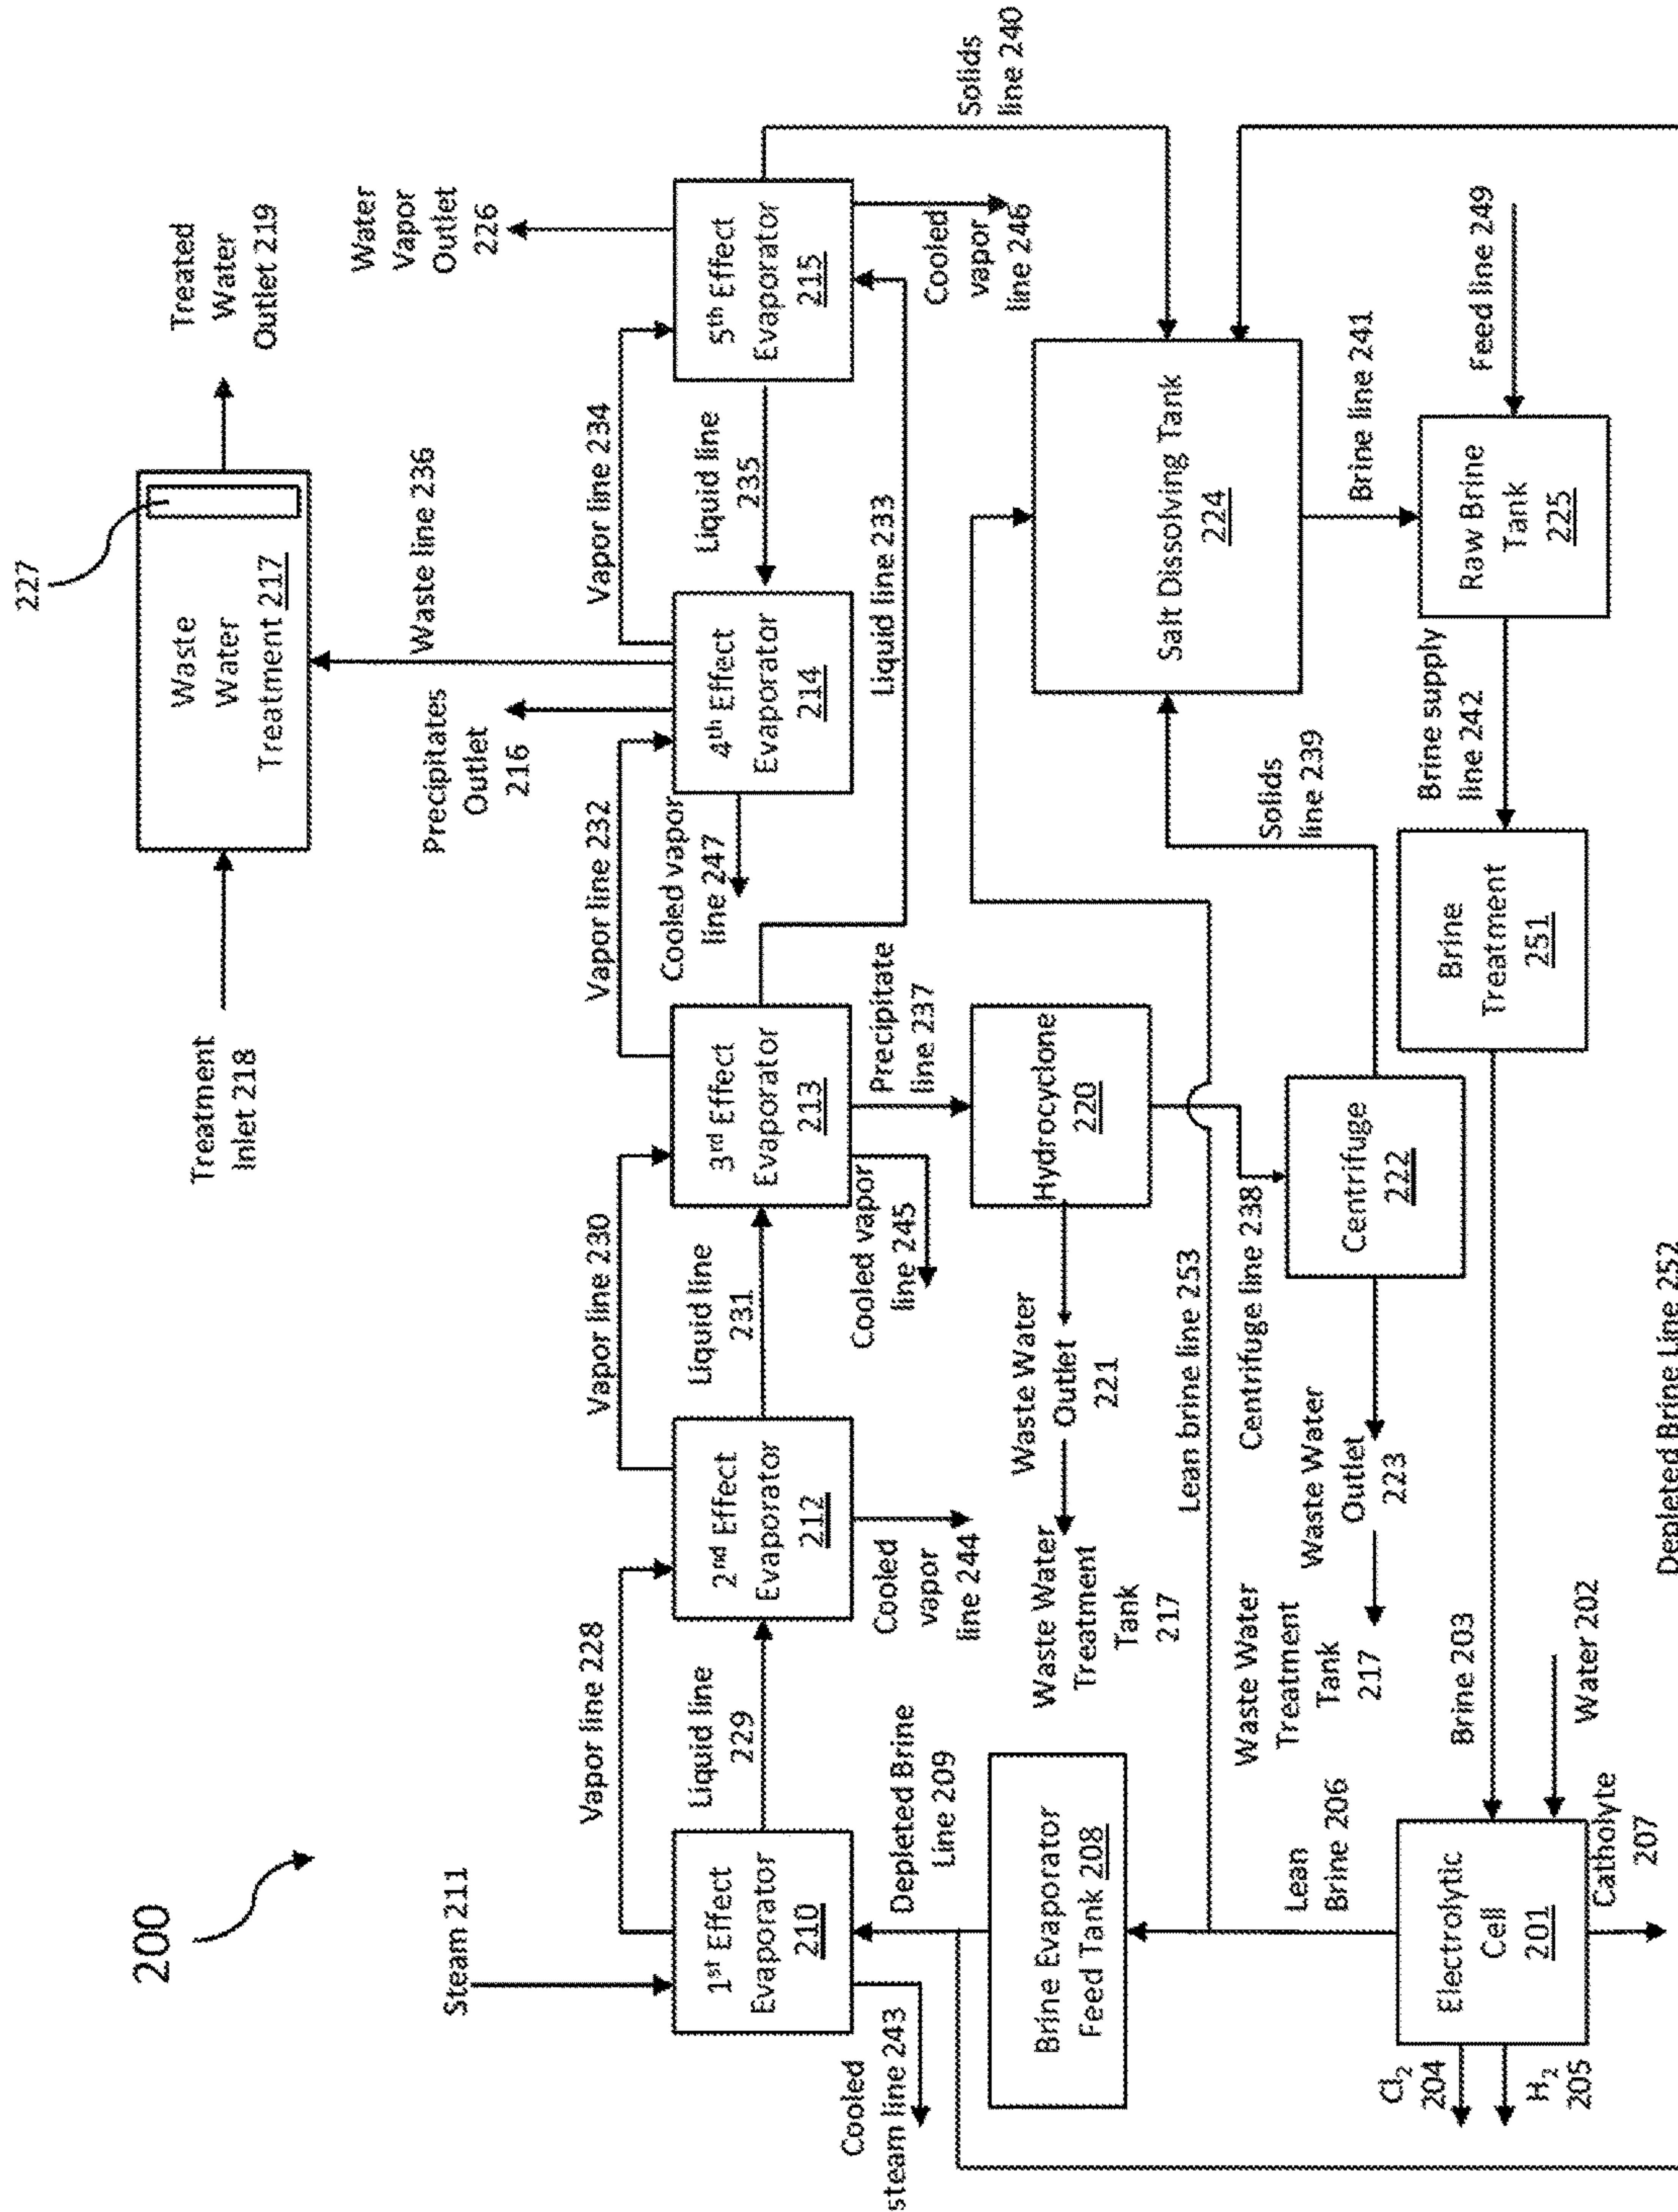 200
227
Treatment
Inlet 218
Waste
Water
Treatment 217
Treated
Water
Outlet 219
Steam 211
Precipitates
Outlet
216
Waste line 236
Water
Vapor
Outlet
226
Vapor line 228
Vapor line 230
Vapor line 232
Vapor line 234
1st Effect
Evaporator
210
Liquid line
229
2nd Effect
Evaporator
212
Liquid line
231
3rd Effect
Evaporator
213
Cooled vapor
line 247
4th Effect
Evaporator
214
Liquid line
235
5th Effect
Evaporator
215
Solids
line 240
Cooled
steam line 243
Depleted Brine
Line 209
Cooled
vapor
line 244
Cooled vapor
line 245
Precipitate
line 237
Liquid line 233
Cooled
vapor
line 246
Brine Evaporator
Feed Tank 208
Waste Water
Treatment
Tank
217
Waste Water
Outlet
221
Hydrocyclone
220
Salt Dissolving Tank
224
Lean brine line 253
Centrifuge line 238
Solids
line 239
Waste Water
Treatment
Tank
217
Waste Water
Outlet
223
Centrifuge
222
Brine line 241
Lean
Brine 206
Cl2
204
H2
205
Electrolytic
Cell
201
Catholyte
207
Brine 203
Water 202
Brine
Treatment
251
Brine supply
line 242
Raw Brine
Tank
225
Feed line 249
Depleted Brine Line 252